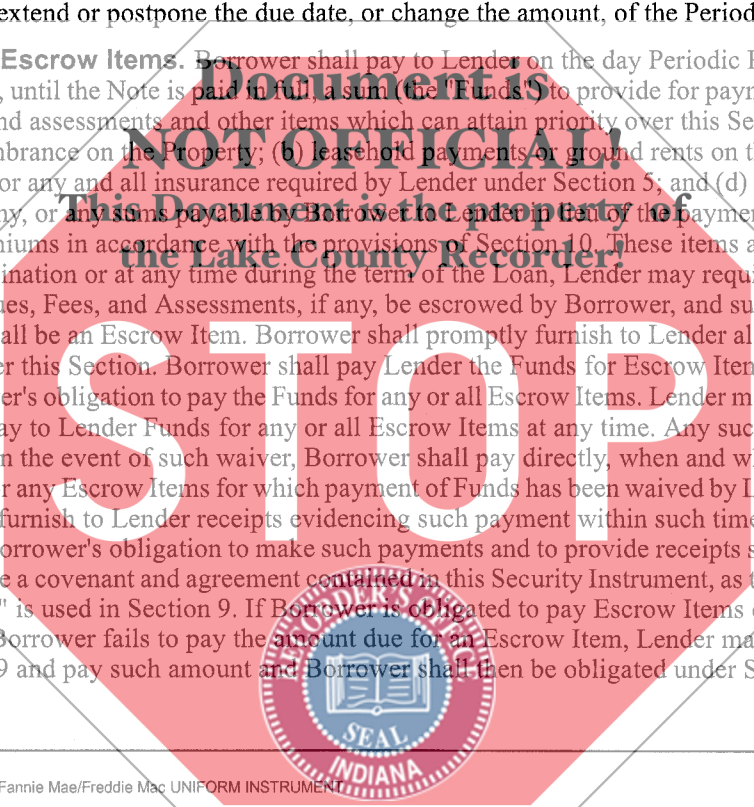 extend or postpone the due date, or change the amount, of the Period
Escrow Items. Borrower shall pay to Lender on the day Periodic
, until the Note is paid in full, a sum (the "Funds") to provide for paym
nd assessments and other items which can attain priority over this Se
mbrance on the Property; (b) leasehold payments or ground rents on t
or any and all insurance required by Lender under Section 5; and (d)
ny, or any sums payable by Borrower to Lender in lieu of the paymen
niums in accordance with the provisions of Section 10. These items a
ination or at any time during the term of the Loan, Lender may requi
ues, Fees, and Assessments, if any, be escrowed by Borrower, and su
all be an Escrow Item. Borrower shall promptly furnish to Lender al
er this Section. Borrower shall pay Lender the Funds for Escrow Item
er's obligation to pay the Funds for any or all Escrow Items. Lender m
ay to Lender Funds for any or all Escrow Items at any time. Any suc
n the event of such waiver, Borrower shall pay directly, when and w
r any Escrow Items for which payment of Funds has been waived by L
furnish to Lender receipts evidencing such payment within such time
orrower's obligation to make such payments and to provide receipts s
e a covenant and agreement contained in this Security Instrument, as t
" is used in Section 9. If Borrower is obligated to pay Escrow Items
Borrower fails to pay the amount due for an Escrow Item, Lender ma
9 and pay such amount and Borrower shall then be obligated under S
Fannie Mae/Freddie Mac UNIFORM INSTRUMENT
Document is
NOT OFFICIAL!
This Document is the property of
the Lake County Recorder!
STOP
SEAL
INDIANA